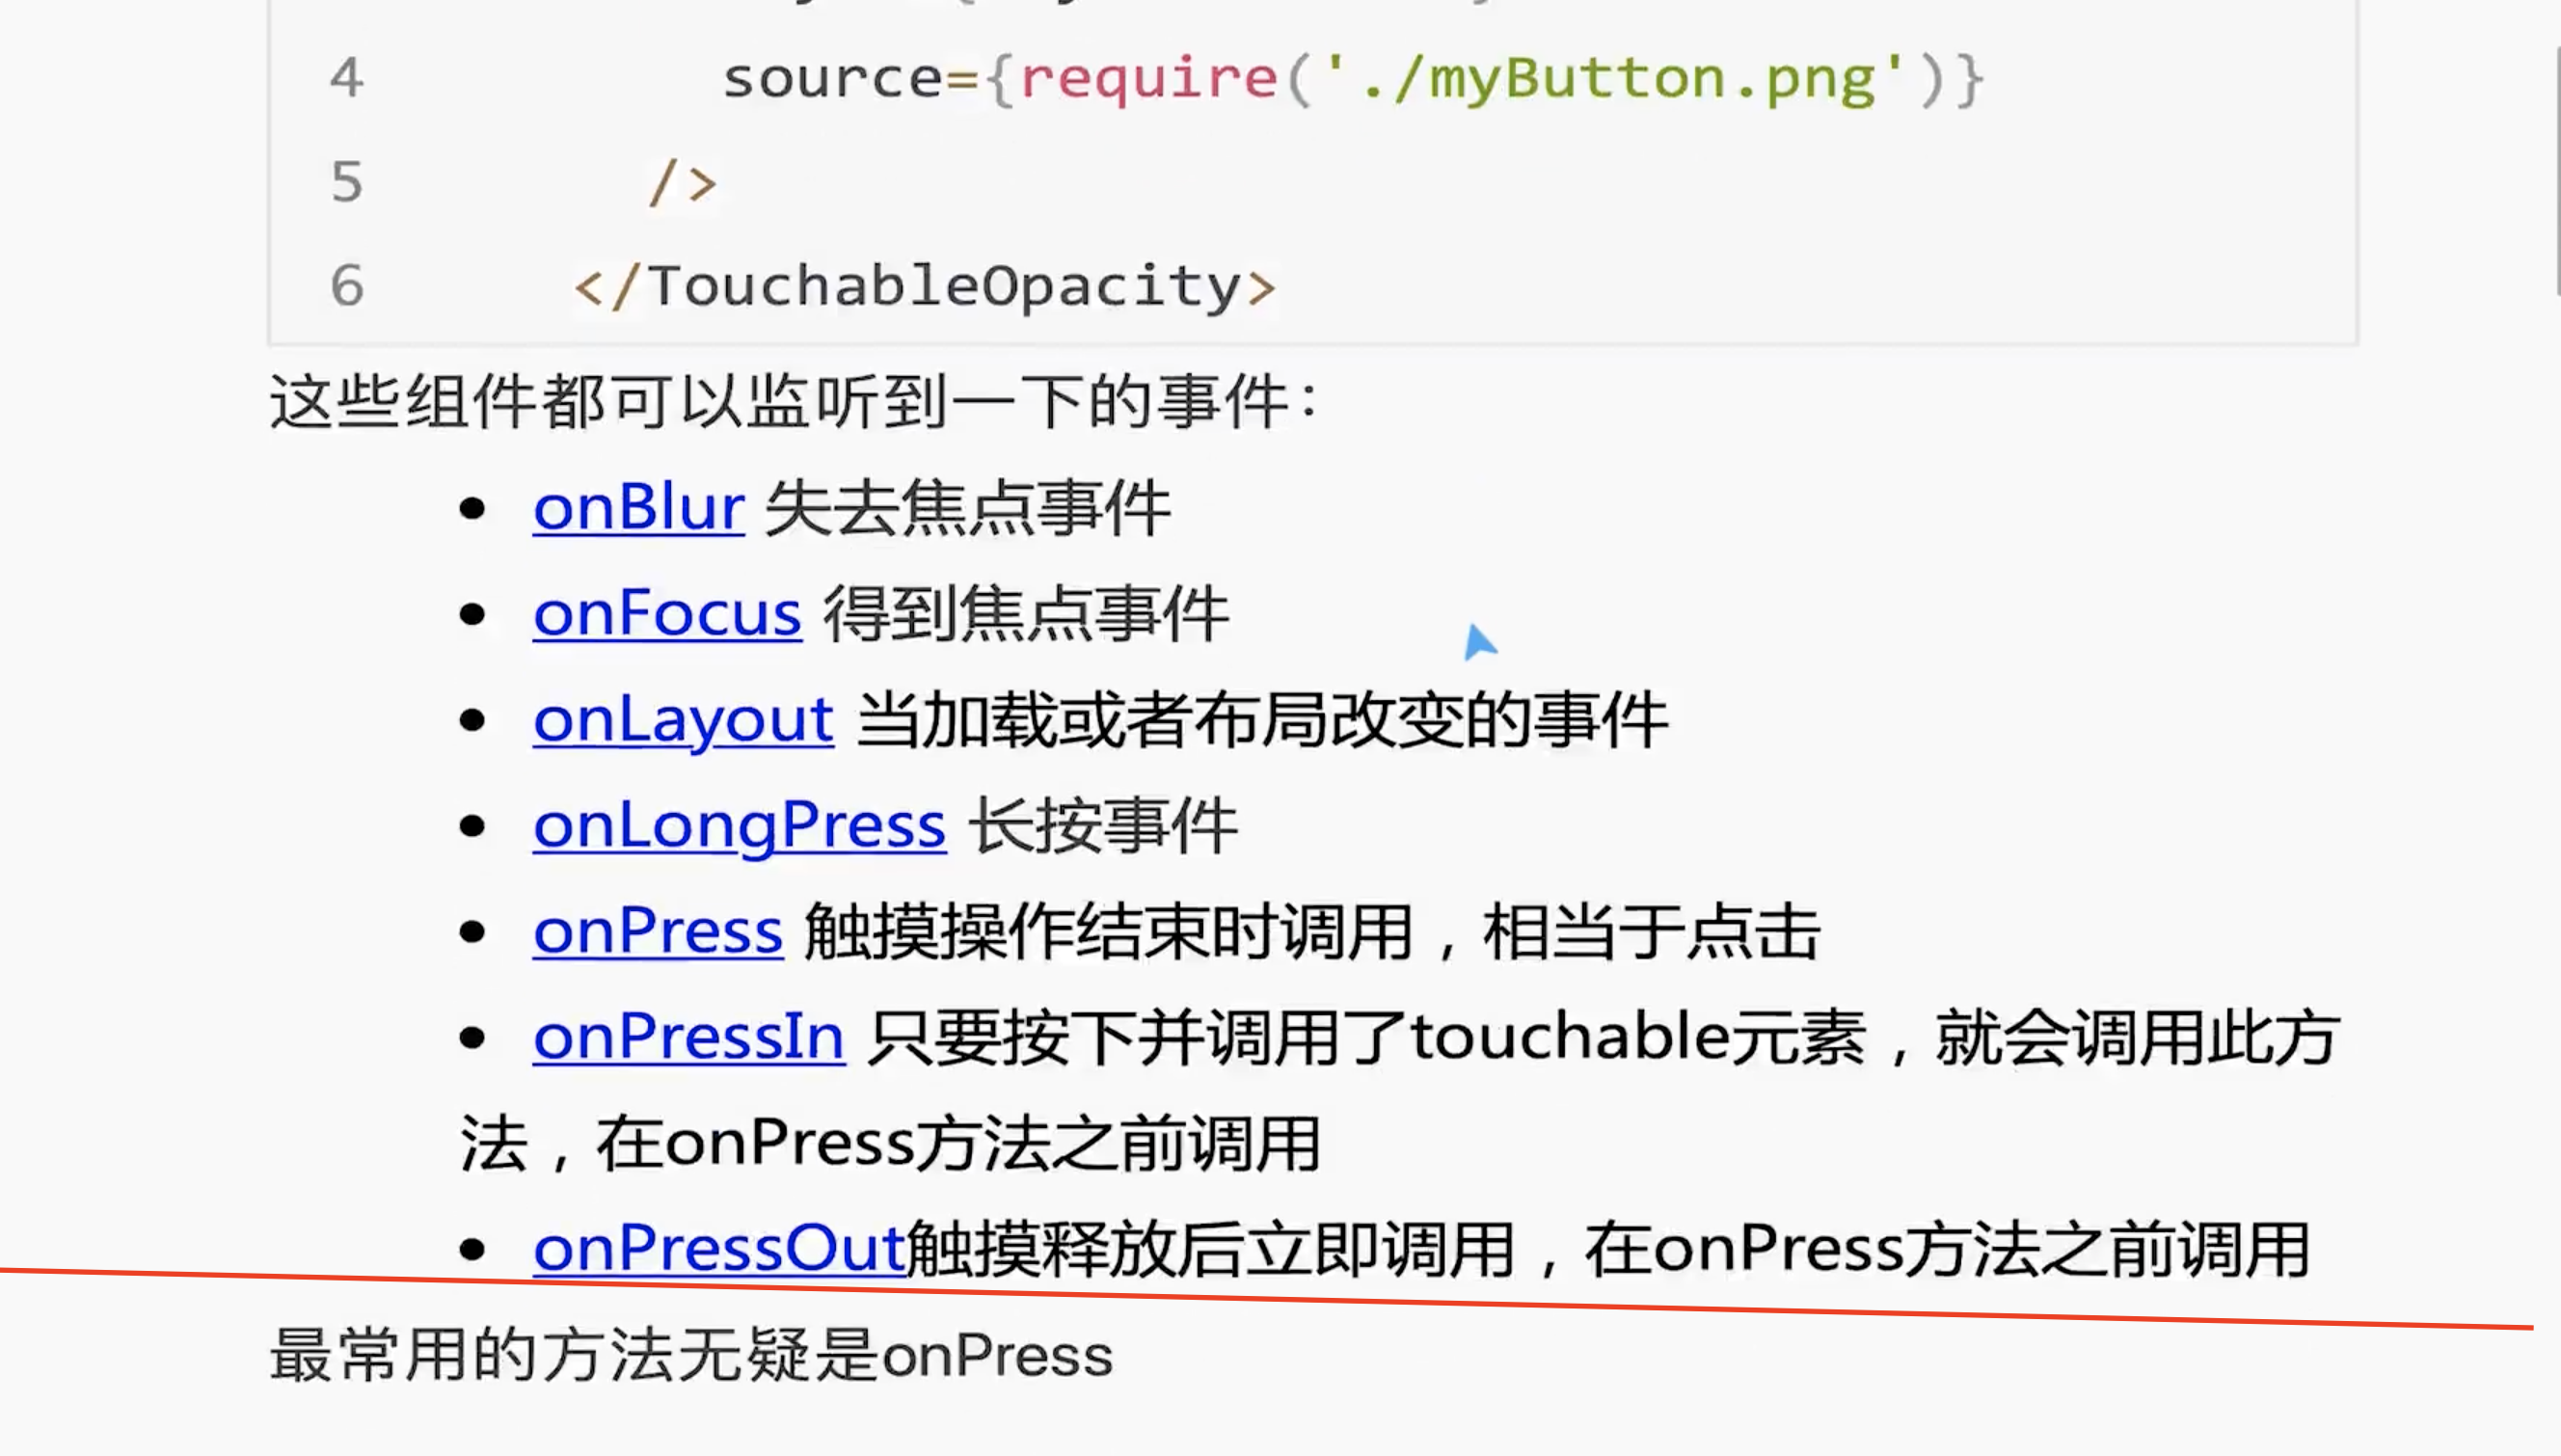 4 source={require('./myButton.png')}
5 />
6 </TouchableOpacity>
这些组件都可以监听到一下的事件：
• onBlur 失去焦点事件
• onFocus 得到焦点事件
• onLayout 当加载或者布局改变的事件
• onLongPress 长按事件
• onPress 触摸操作结束时调用，相当于点击
• onPressIn 只要按下并调用了touchable元素，就会调用此方
法，在onPress方法之前调用
• onPressOut触摸释放后立即调用，在onPress方法之前调用
最常用的方法无疑是onPress